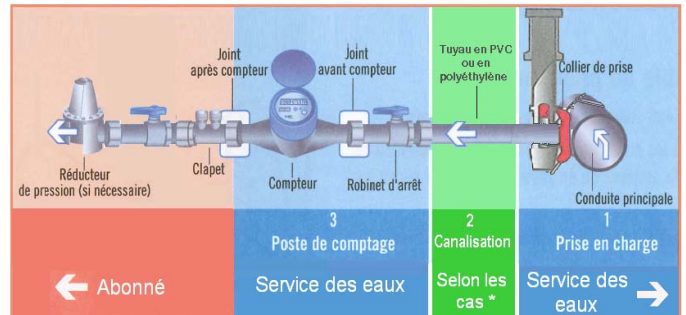 Joint
après compteur
Joint
avant compteur
Tuyau en PVC
ou en
polyéthylène
Collier de prise
Réducteur
de pression (si nécessaire)
Clapet
Compteur
Robinet d'arrêt
Conduite principale
3
Poste de comptage
2
Canalisation
1
Prise en charge
Abonné
Service des eaux
Selon les
cas *
Service des
eaux